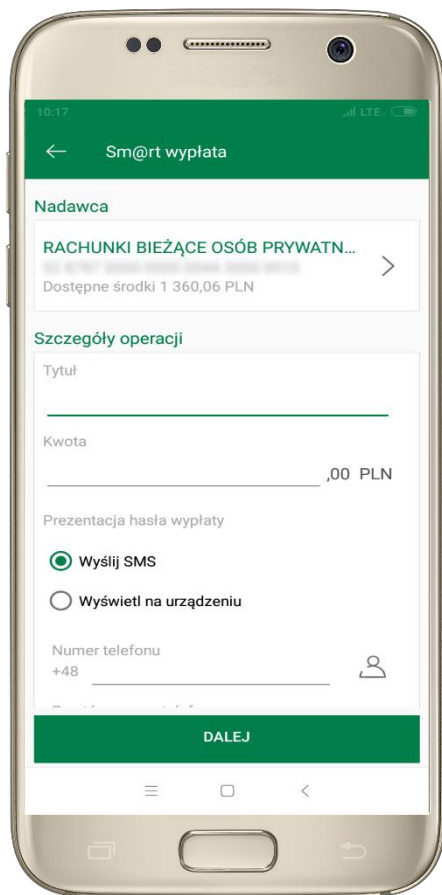 10:17
LTE
Sm@rt wypłata
Nadawca
RACHUNKI BIEŻĄCE OSÓB PRYWATN...
Dostępne środki 1 360,06 PLN
Szczegóły operacji
Tytuł
Kwota
,00 PLN
Prezentacja hasła wypłaty
Wyślij SMS
Wyświetl na urządzeniu
Numer telefonu
+48
DALEJ